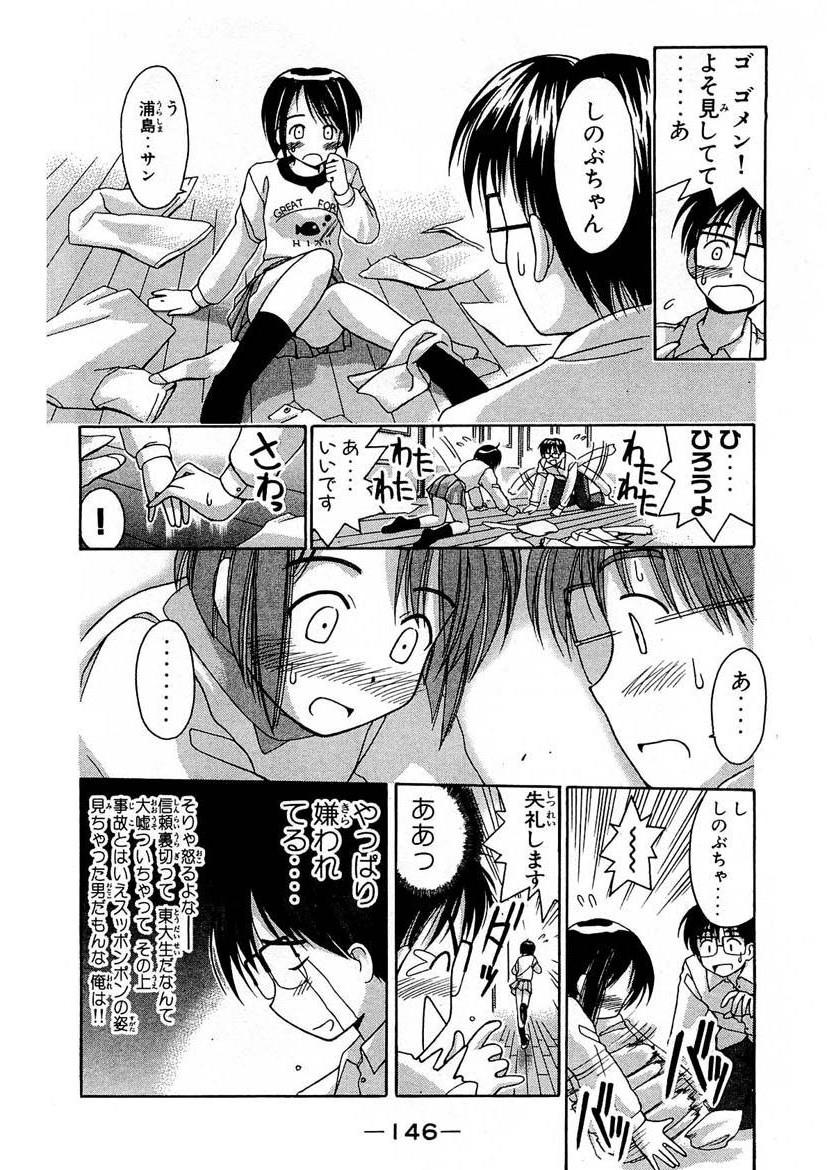 ゴゴメン!
よそ見してて
‥‥‥あ
しのぶちゃん
う
浦島‥サン
GREAT FOR
ひ‥‥‥
ひろうよ
わた
わた
わた
わた
あ‥‥‥
いいです
さわっ
!
あ‥‥‥
‥‥‥‥
し
しのぶちゃ‥‥‥
バッ
バッ
失礼します
ああっ
ダダダ
やっぱり
嫌われ
てる‥‥‥
そりゃ怒るよな──
信頼裏切って 東大生だなんて
大嘘ついちゃって その上
事故とはいえスッポンポンの姿
見ちゃった男だもんな 俺は!!
—146—